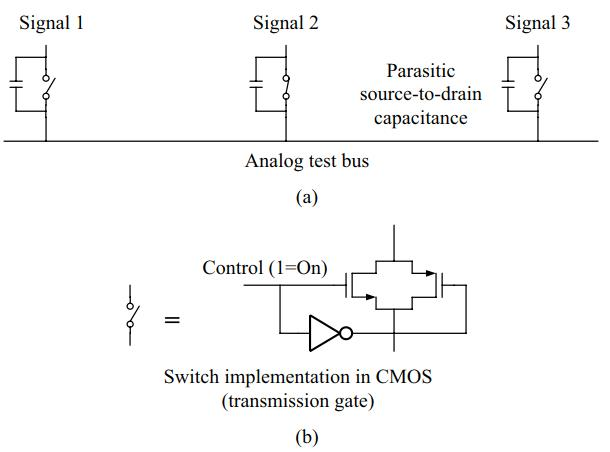 Signal 1
Signal 2
Signal 3
Parasitic
source-to-drain
capacitance
Analog test bus
(a)
Control (1=On)
=
Switch implementation in CMOS
(transmission gate)
(b)